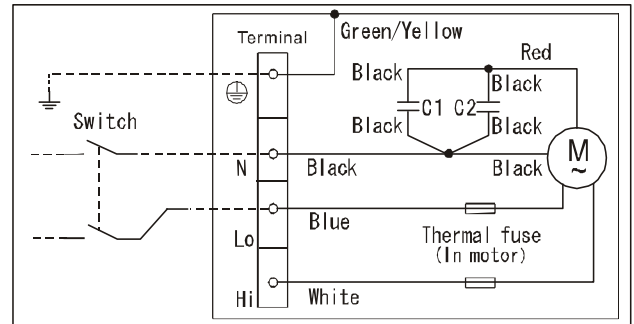 Terminal
Green/Yellow
Red
Black
Black
C1
C2
Black
Black
Switch
N
Black
Black
M
~
Lo
Blue
Thermal fuse
(In motor)
Hi
White